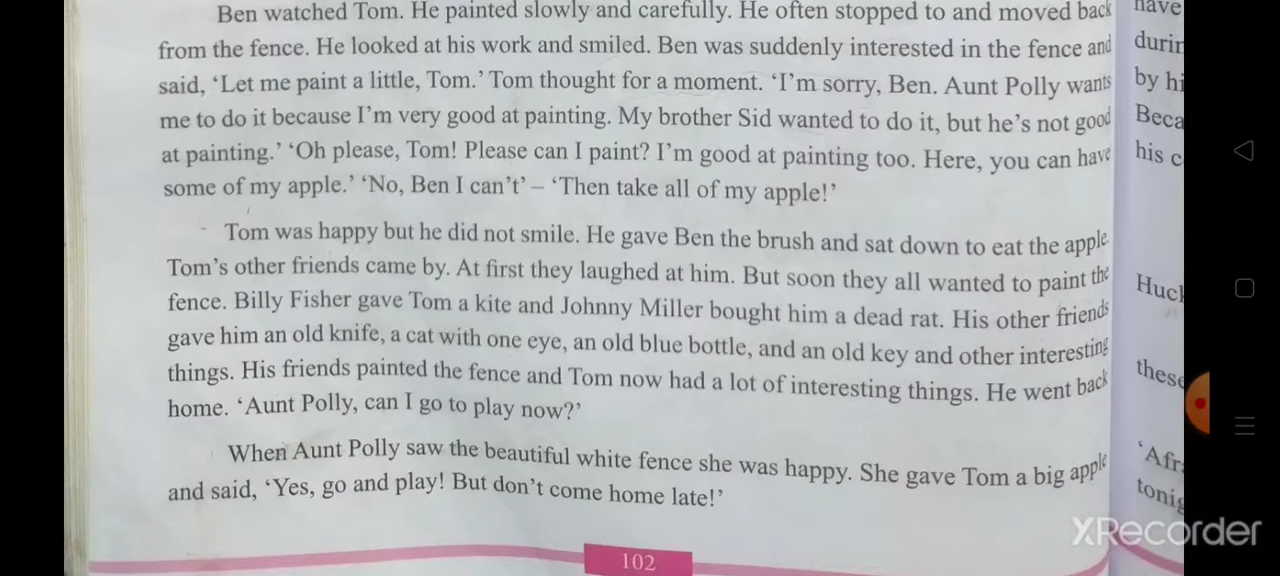 Ben watched Tom. He painted slowly and carefully. He often stopped to and moved back
from the fence. He looked at his work and smiled. Ben was suddenly interested in the fence and
said, ‘Let me paint a little, Tom.’ Tom thought for a moment. ‘I’m sorry, Ben. Aunt Polly wants
me to do it because I’m very good at painting. My brother Sid wanted to do it, but he’s not good
at painting.’ ‘Oh please, Tom! Please can I paint? I’m good at painting too. Here, you can have
some of my apple.’ ‘No, Ben I can’t’ – ‘Then take all of my apple!’
Tom was happy but he did not smile. He gave Ben the brush and sat down to eat the apple.
Tom’s other friends came by. At first they laughed at him. But soon they all wanted to paint the
fence. Billy Fisher gave Tom a kite and Johnny Miller bought him a dead rat. His other friends
gave him an old knife, a cat with one eye, an old blue bottle, and an old key and other interesting
things. His friends painted the fence and Tom now had a lot of interesting things. He went back
home. ‘Aunt Polly, can I go to play now?’
When Aunt Polly saw the beautiful white fence she was happy. She gave Tom a big apple
and said, ‘Yes, go and play! But don’t come home late!’
102
have
by
his
these
XRecorder